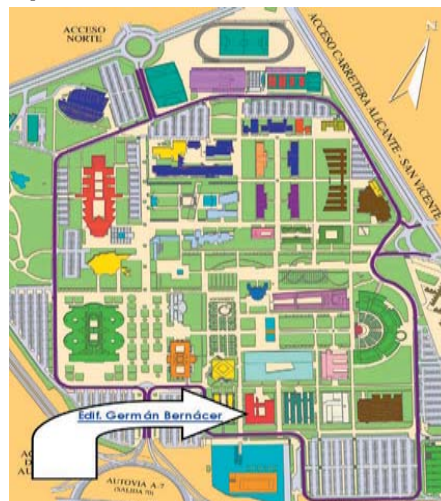 ACCESO
NORTE
ACCESO CARRETERA ALICANTE - SAN VICENTE
N
Edif. Germán Bernácer
AUTOVIA A-7
(SALIDA 70)